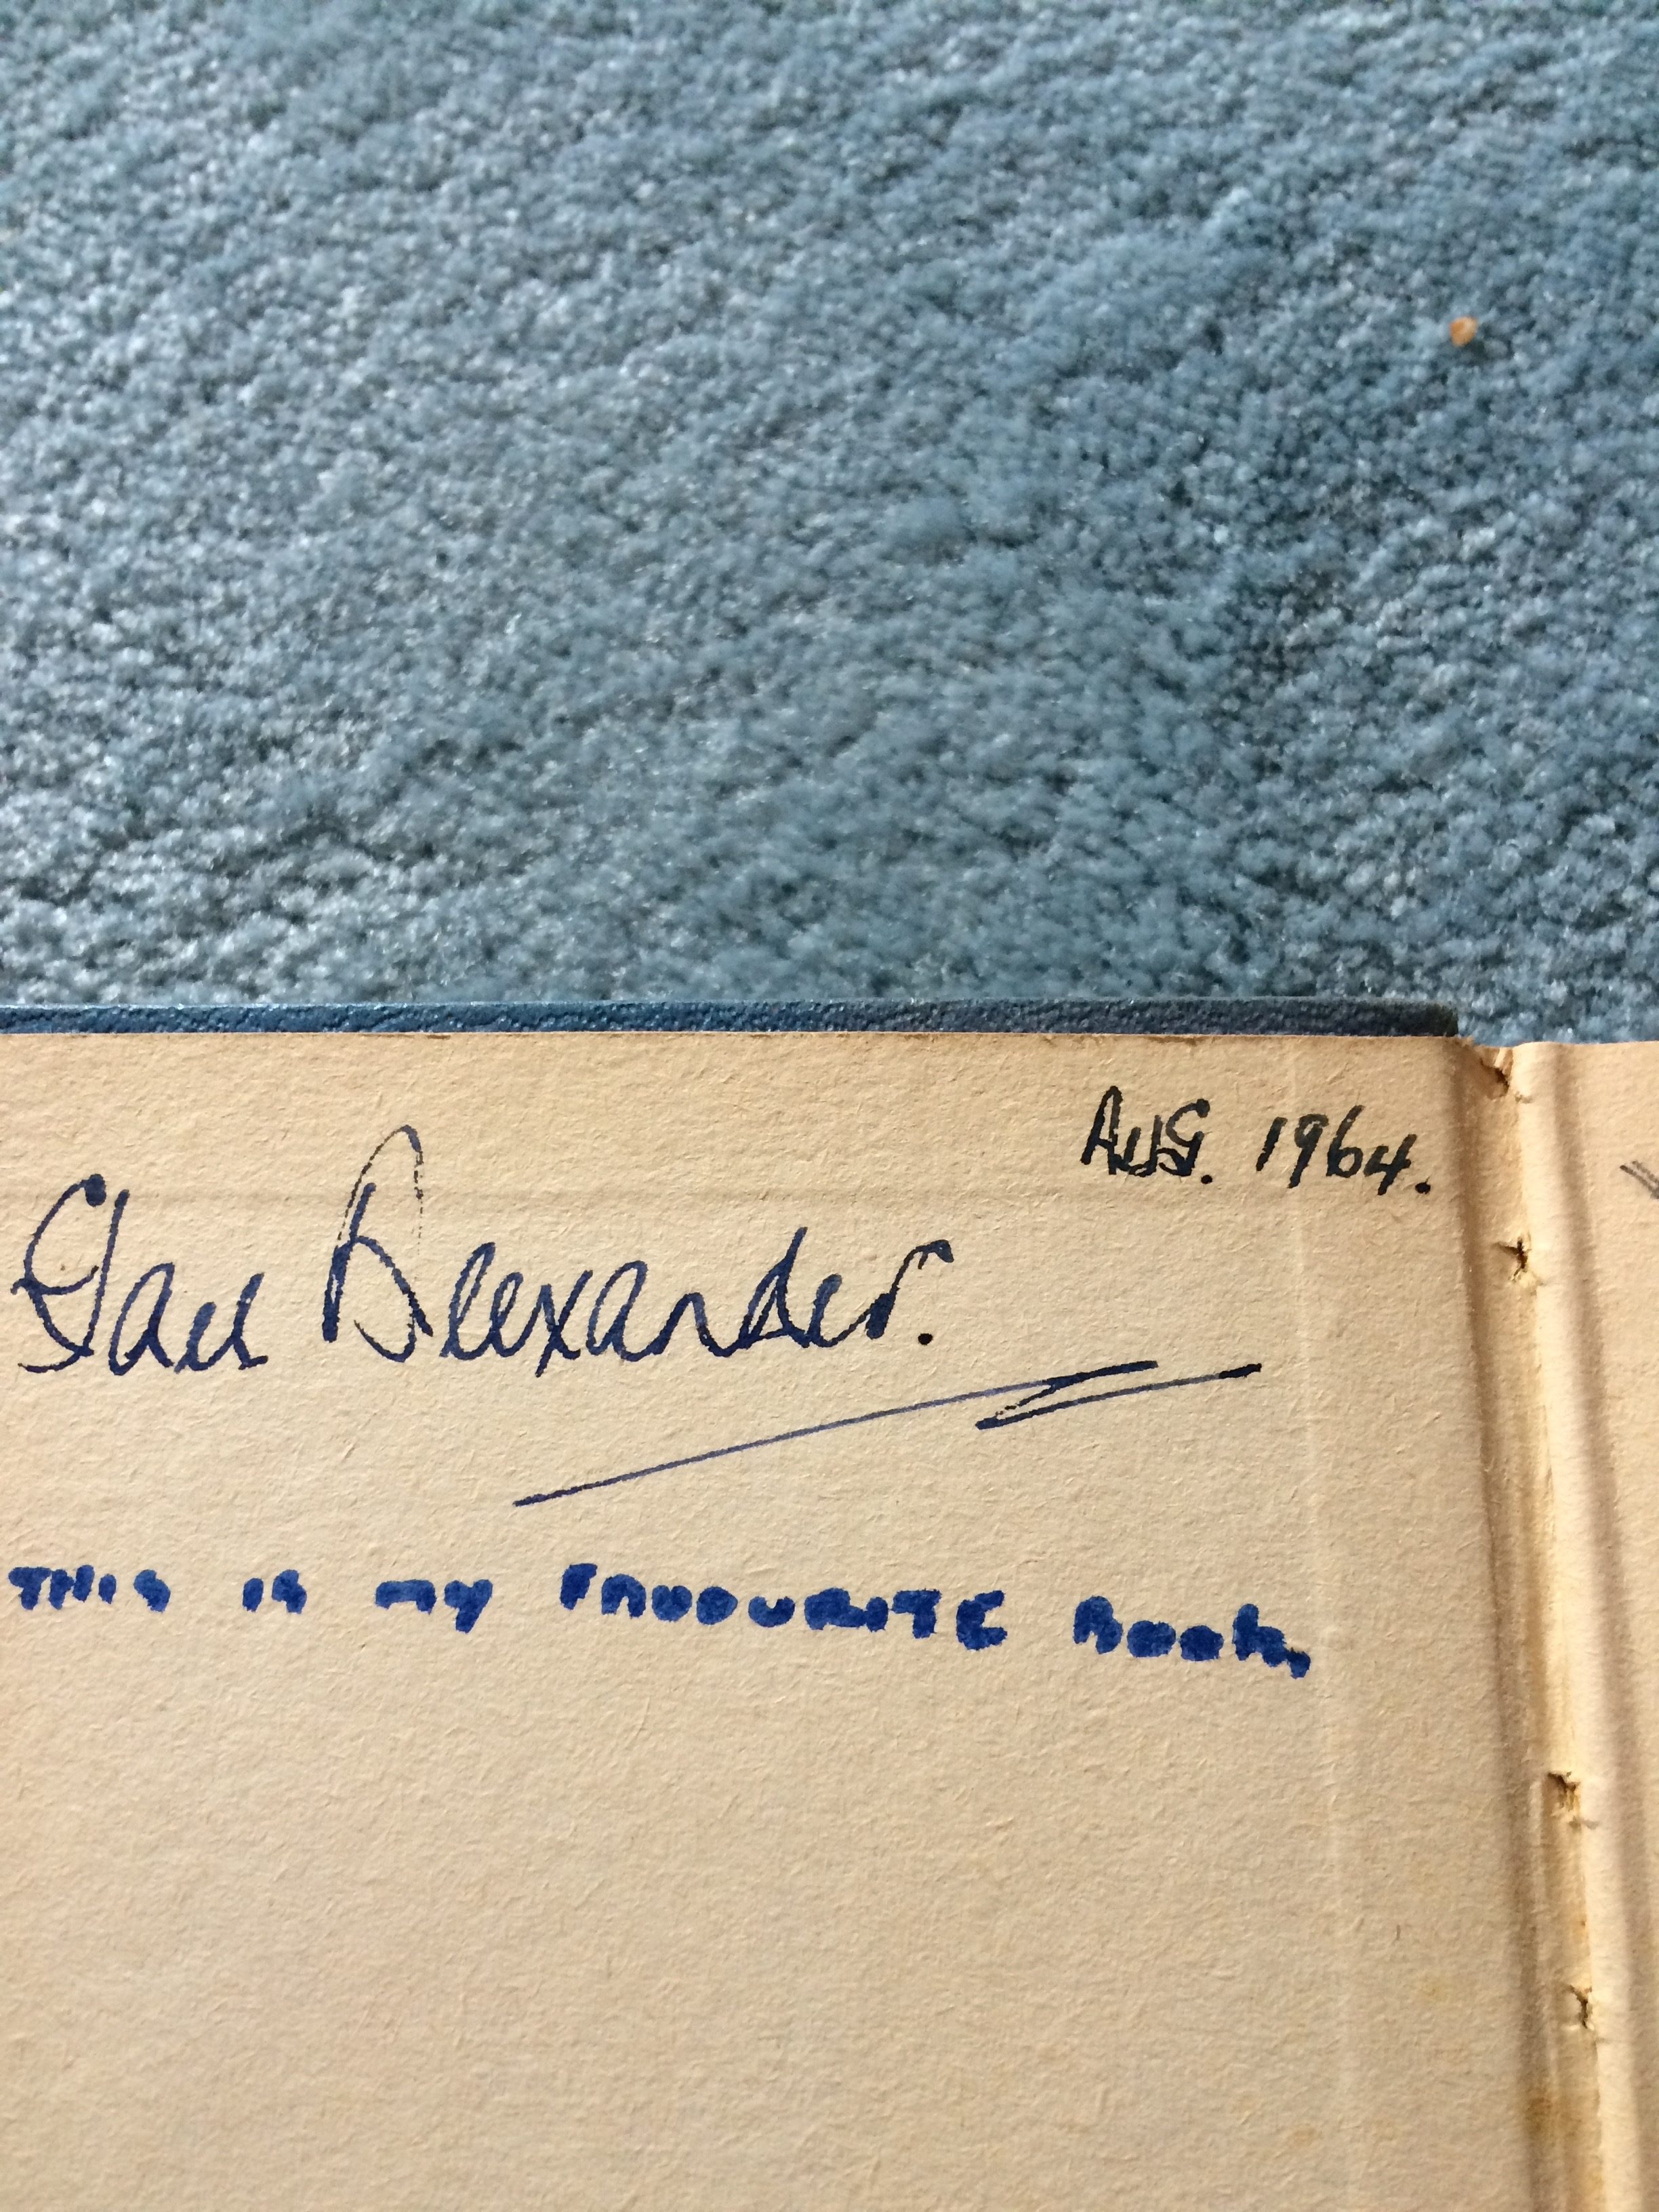 AUG. 1964.
Alexander.
THIS IS MY FAVOURITE BOOK.